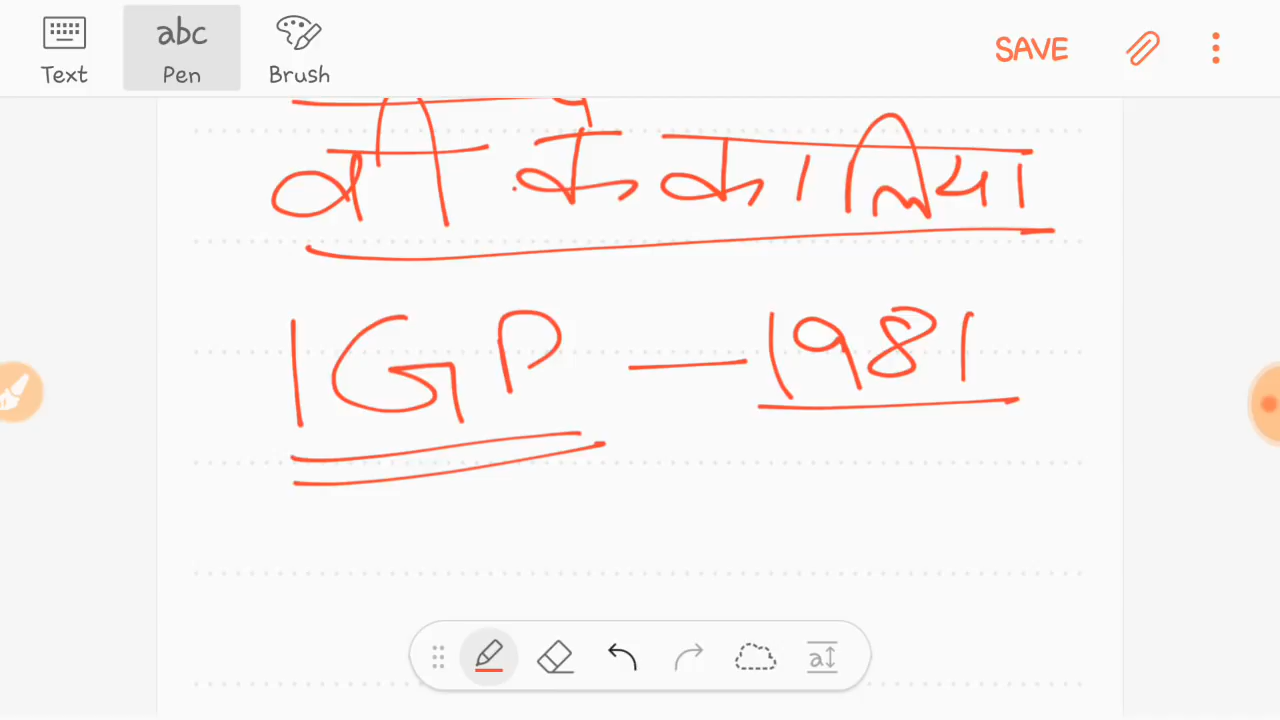 वी के कालिया
IGP — 1981
Text
abc
Pen
Brush
SAVE
a